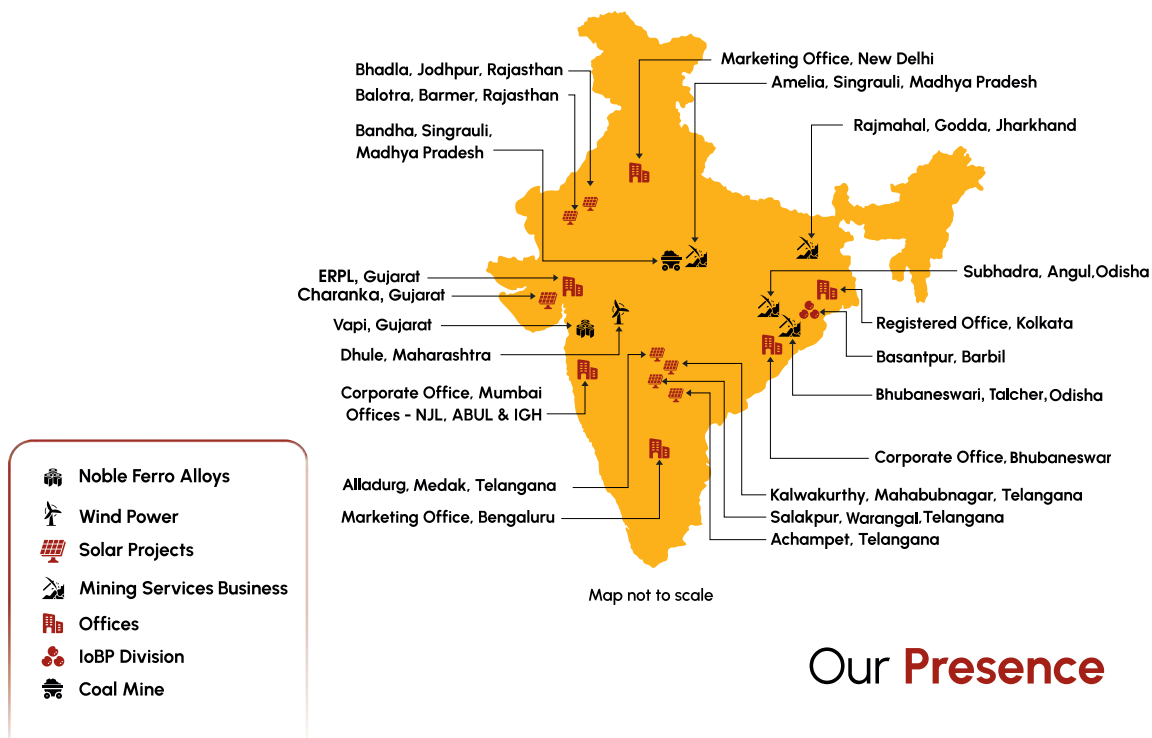 Bhadla, Jodhpur, Rajasthan
Balotra, Barmer, Rajasthan
Bandha, Singrauli,
Madhya Pradesh
Marketing Office, New Delhi
Amelia, Singrauli, Madhya Pradesh
Rajmahal, Godda, Jharkhand
ERPL, Gujarat
Charanka, Gujarat
Vapi, Gujarat
Dhule, Maharashtra
Corporate Office, Mumbai
Offices - NJL, ABUL & IGH
Subhadra, Angul,Odisha
Registered Office, Kolkata
Basantpur, Barbil
Bhubaneswari, Talcher,Odisha
Corporate Office, Bhubaneswar
Alladurg, Medak, Telangana
Marketing Office, Bengaluru
Kalwakurthy, Mahabubnagar, Telangana
Salakpur, Warangal,Telangana
Achampet, Telangana
Map not to scale
Noble Ferro Alloys
Wind Power
Solar Projects
Mining Services Business
Offices
IoBP Division
Coal Mine
Our Presence